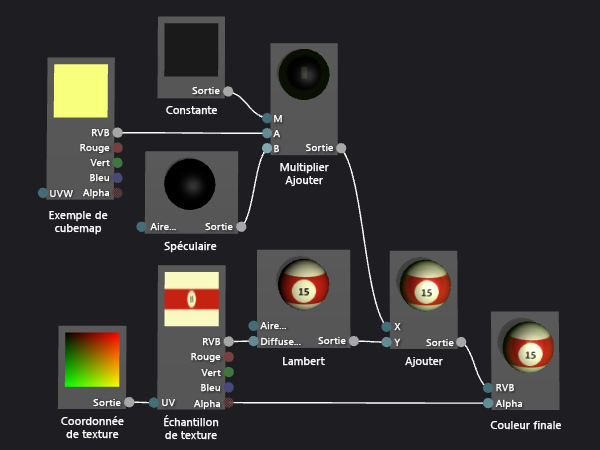 Sortie
Constante
RVB
Rouge
Vert
Bleu
UVW Alpha
Exemple de
cubemap
M
A
B Sortie
Multiplier
Ajouter
Aire... Sortie
Spéculaire
15
Aire...
Diffuse... Sortie
Lambert
15
X
Y Sortie
Ajouter
RVB
Rouge
Vert
Bleu
UV Alpha
Échantillon
de texture
Sortie
Coordonnée
de texture
15
RVB
Alpha
Couleur finale